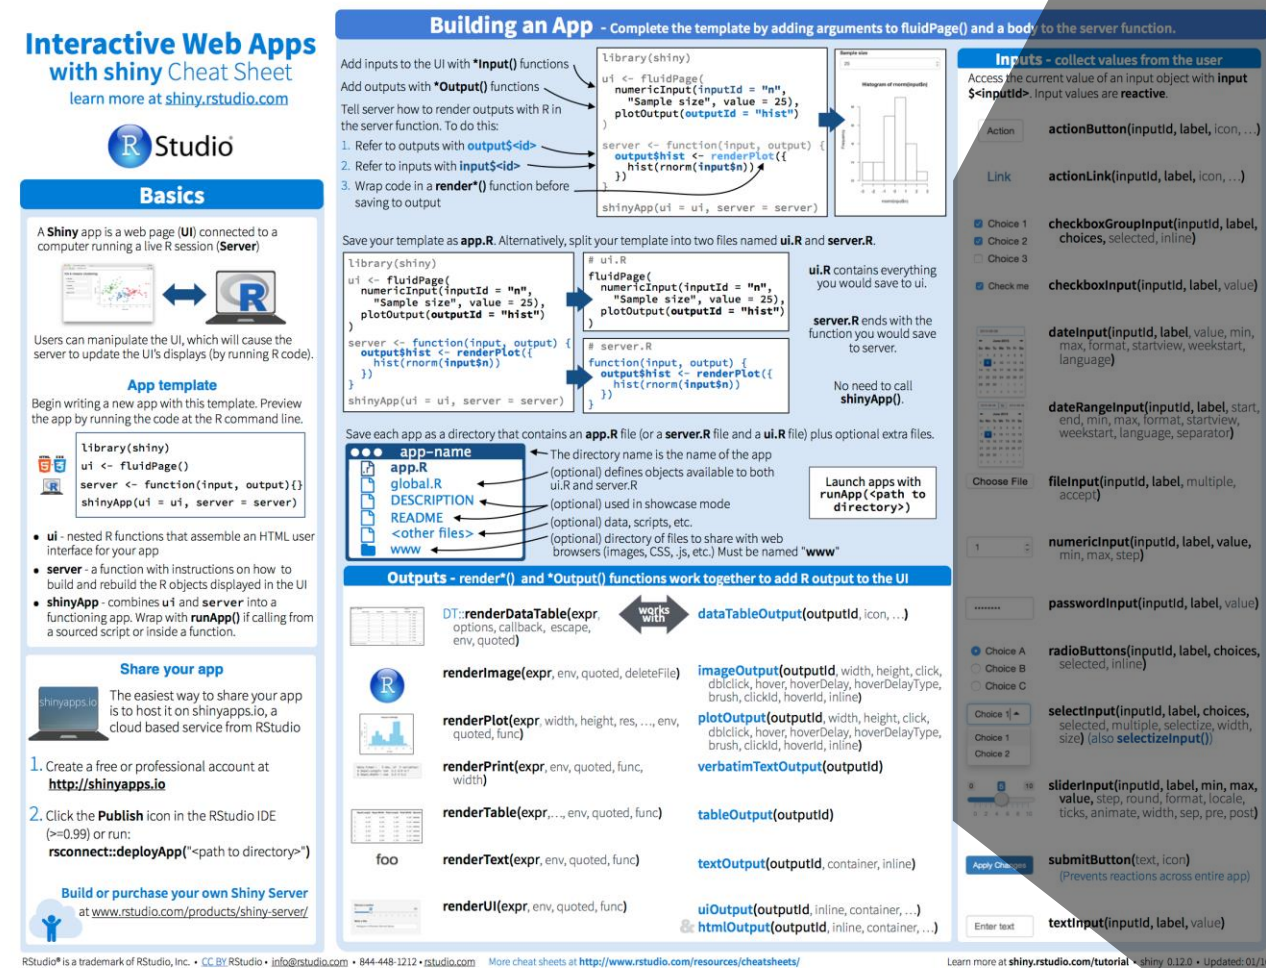 Interactive Web Apps
with shiny Cheat Sheet
learn more at shiny.rstudio.com
R Studio
Basics
A Shiny app is a web page (UI) connected to a
computer running a live R session (Server)
Users can manipulate the UI, which will cause the
server to update the UI's displays (by running R code).
App template
Begin writing a new app with this template. Preview
the app by running the code at the R command line.
library(shiny)
ui <- fluidPage()
server <- function(input, output){}
shinyApp(ui = ui, server = server)
• ui - nested R functions that assemble an HTML user
interface for your app
• server - a function with instructions on how to
build and rebuild the R objects displayed in the UI
• shinyApp - combines ui and server into a
functioning app. Wrap with runApp() if calling from
a sourced script or inside a function.
Share your app
shinyapps.io
The easiest way to share your app
is to host it on shinyapps.io, a
cloud based service from RStudio
1. Create a free or professional account at
http://shinyapps.io
2. Click the Publish icon in the RStudio IDE
(>=0.99) or run:
rsconnect::deployApp("<path to directory>")
Build or purchase your own Shiny Server
at www.rstudio.com/products/shiny-server/
Building an App - Complete the template by adding arguments to fluidPage() and a body to the server function.
Add inputs to the UI with *Input() functions
Add outputs with *Output() functions
Tell server how to render outputs with R in
the server function. To do this:
1. Refer to outputs with output$<id>
2. Refer to inputs with input$<id>
3. Wrap code in a render*() function before
saving to output
library(shiny)
ui <- fluidPage(
numericInput(inputId = "n",
"Sample size", value = 25),
plotOutput(outputId = "hist")
)
server <- function(input, output) {
output$hist <- renderPlot({
hist(rnorm(input$n))
})
}
shinyApp(ui = ui, server = server)
Sample size
25
Histogram of rnorm(input$n)
Save your template as app.R. Alternatively, split your template into two files named ui.R and server.R.
library(shiny)
ui <- fluidPage(
numericInput(inputId = "n",
"Sample size", value = 25),
plotOutput(outputId = "hist")
)
server <- function(input, output) {
output$hist <- renderPlot({
hist(rnorm(input$n))
})
}
shinyApp(ui = ui, server = server)
# ui.R
fluidPage(
numericInput(inputId = "n",
"Sample size", value = 25),
plotOutput(outputId = "hist")
)
# server.R
function(input, output) {
output$hist <- renderPlot({
hist(rnorm(input$n))
})
}
ui.R contains everything
you would save to ui.
server.R ends with the
function you would save
to server.
No need to call
shinyApp().
Save each app as a directory that contains an app.R file (or a server.R file and a ui.R file) plus optional extra files.
app-name
app.R
global.R
DESCRIPTION
README
<other files>
www
The directory name is the name of the app
(optional) defines objects available to both
ui.R and server.R
(optional) used in showcase mode
(optional) data, scripts, etc.
(optional) directory of files to share with web
browsers (images, CSS, .js, etc.) Must be named "www"
Launch apps with
runApp(<path to
directory>)
Outputs - render*() and *Output() functions work together to add R output to the UI
DT::renderDataTable(expr,
options, callback, escape,
env, quoted)
works
with
dataTableOutput(outputId, icon, …)
renderImage(expr, env, quoted, deleteFile)
imageOutput(outputId, width, height, click,
dblclick, hover, hoverDelay, hoverDelayType,
brush, clickId, hoverId, inline)
renderPlot(expr, width, height, res, …, env,
quoted, func)
plotOutput(outputId, width, height, click,
dblclick, hover, hoverDelay, hoverDelayType,
brush, clickId, hoverId, inline)
renderPrint(expr, env, quoted, func,
width)
verbatimTextOutput(outputId)
renderTable(expr,…, env, quoted, func)
tableOutput(outputId)
foo
renderText(expr, env, quoted, func)
textOutput(outputId, container, inline)
renderUI(expr, env, quoted, func)
uiOutput(outputId, inline, container, …)
& htmlOutput(outputId, inline, container, …)
Inputs - collect values from the user
Access the current value of an input object with input
$<inputId>. Input values are reactive.
Action
actionButton(inputId, label, icon, …)
Link
actionLink(inputId, label, icon, …)
Choice 1
Choice 2
Choice 3
checkboxGroupInput(inputId, label,
choices, selected, inline)
Check me
checkboxInput(inputId, label, value)
dateInput(inputId, label, value, min,
max, format, startview, weekstart,
language)
dateRangeInput(inputId, label, start,
end, min, max, format, startview,
weekstart, language, separator)
Choose File
fileInput(inputId, label, multiple,
accept)
1
numericInput(inputId, label, value,
min, max, step)
passwordInput(inputId, label, value)
Choice A
Choice B
Choice C
radioButtons(inputId, label, choices,
selected, inline)
Choice 1
Choice 1
Choice 2
selectInput(inputId, label, choices,
selected, multiple, selectize, width,
size) (also selectizeInput())
sliderInput(inputId, label, min, max,
value, step, round, format, locale,
ticks, animate, width, sep, pre, post)
Apply Changes
submitButton(text, icon)
(Prevents reactions across entire app)
Enter text
textInput(inputId, label, value)
RStudio® is a trademark of RStudio, Inc. • CC BY RStudio • info@rstudio.com • 844-448-1212 • rstudio.com
More cheat sheets at http://www.rstudio.com/resources/cheatsheets/
Learn more at shiny.rstudio.com/tutorial • shiny 0.12.0 • Updated: 01/1